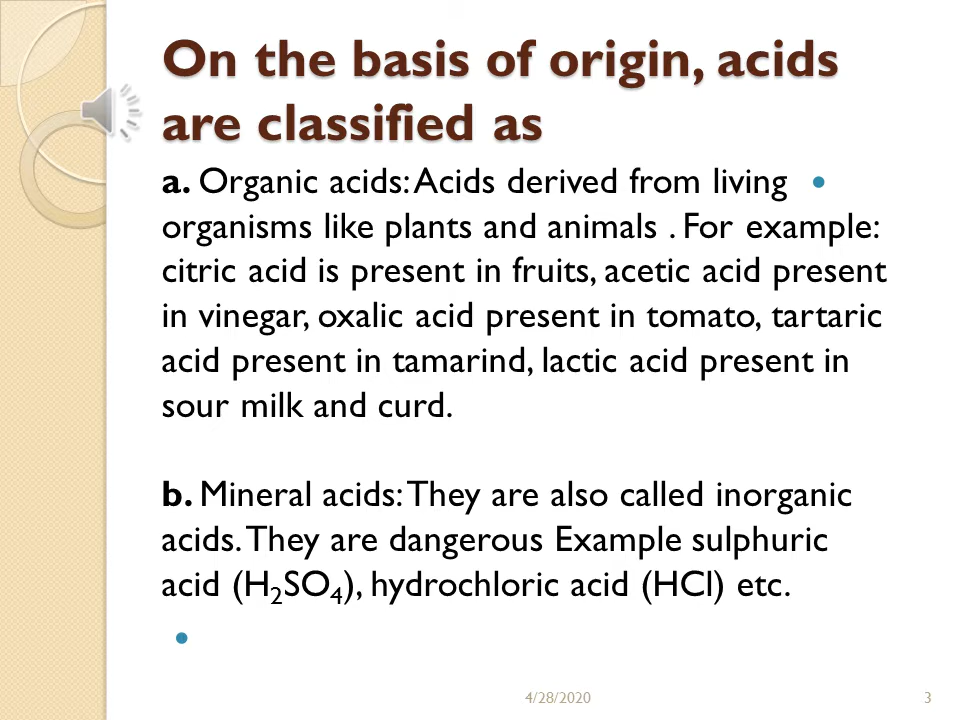 On the basis of origin, acids
are classified as
a. Organic acids: Acids derived from living
organisms like plants and animals . For example:
citric acid is present in fruits, acetic acid present
in vinegar, oxalic acid present in tomato, tartaric
acid present in tamarind, lactic acid present in
sour milk and curd.
b. Mineral acids: They are also called inorganic
acids. They are dangerous Example sulphuric
acid (H₂SO₄), hydrochloric acid (HCl) etc.
4/28/2020
3